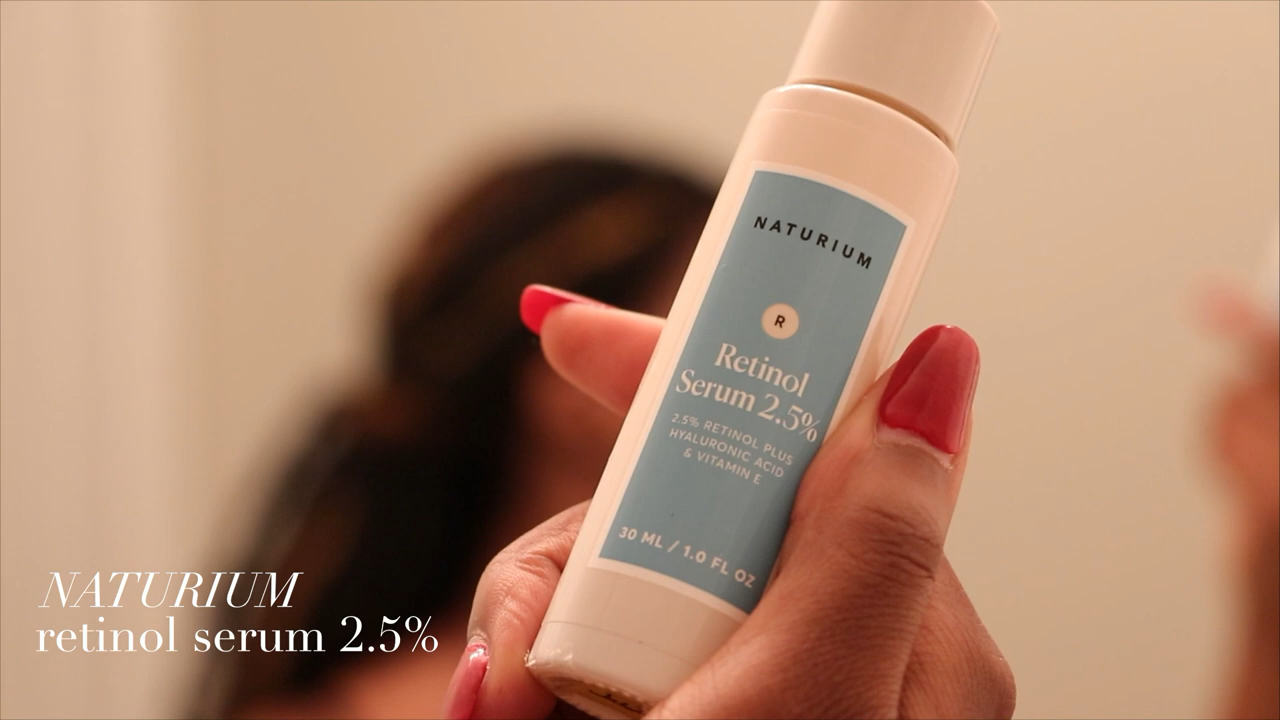 NATURIUM
R
Retinol
Serum 2.5%
2.5% RETINOL PLUS
HYALURONIC ACID
& VITAMIN E
30 ML / 1.0 FL OZ
NATURIUM
retinol serum 2.5%